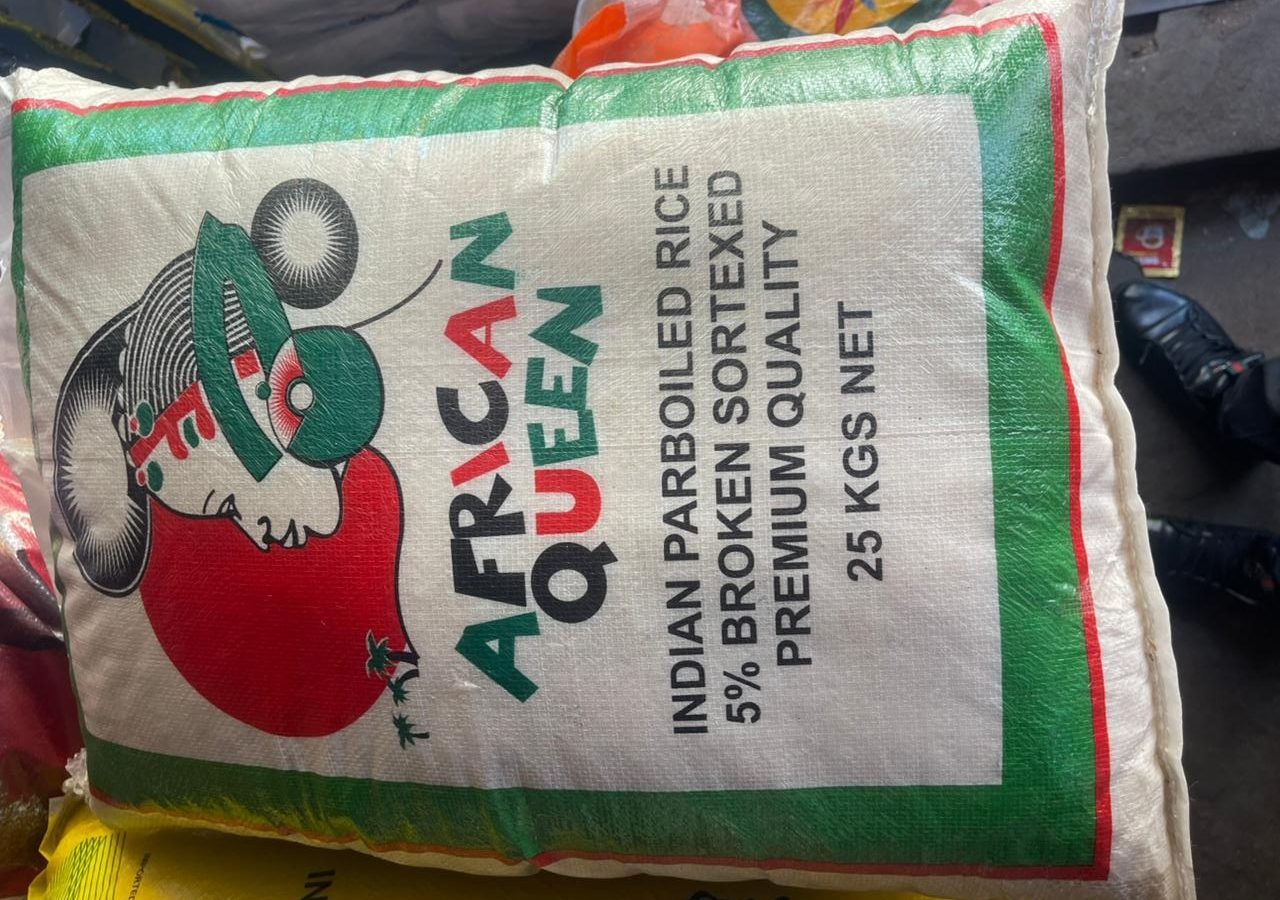 AFRICAN
QUEEN
INDIAN PARBOILED RICE
5% BROKEN SORTEXED
PREMIUM QUALITY
25 KGS NET